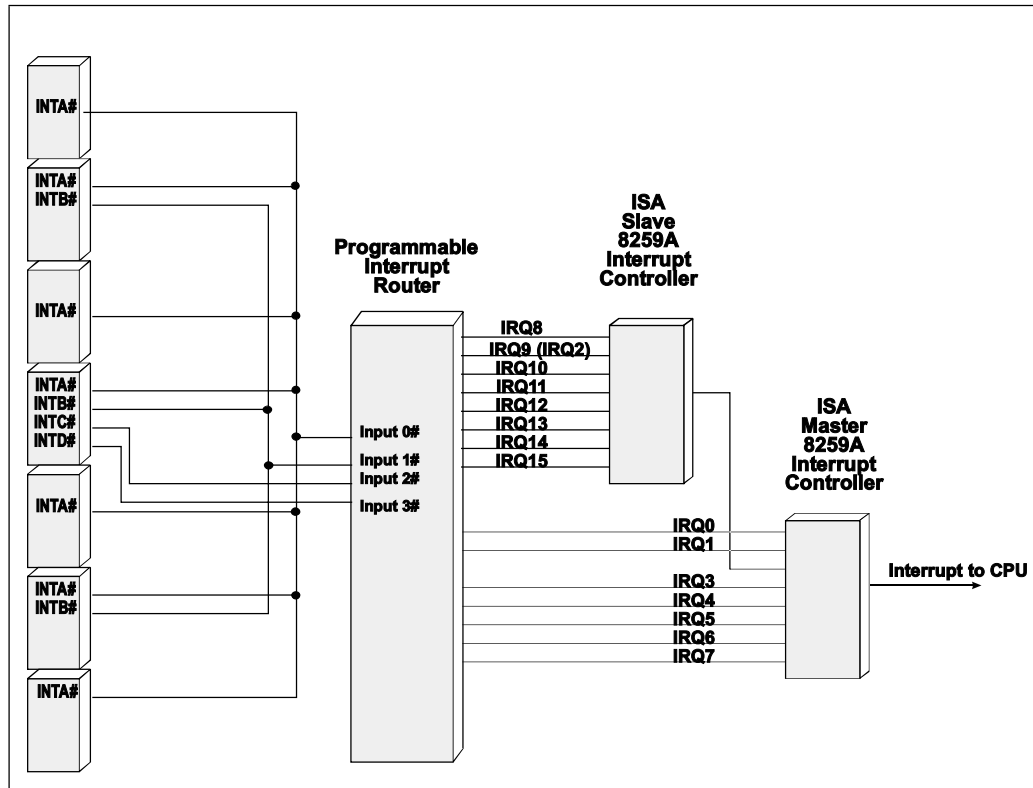 INTA#
INTA#
INTB#
INTA#
INTA#
INTB#
INTC#
INTD#
INTA#
INTA#
INTB#
INTA#
Programmable
Interrupt
Router
Input 0#
Input 1#
Input 2#
Input 3#
ISA
Slave
8259A
Interrupt
Controller
IRQ8
IRQ9 (IRQ2)
IRQ10
IRQ11
IRQ12
IRQ13
IRQ14
IRQ15
ISA
Master
8259A
Interrupt
Controller
IRQ0
IRQ1
IRQ3
IRQ4
IRQ5
IRQ6
IRQ7
Interrupt to CPU